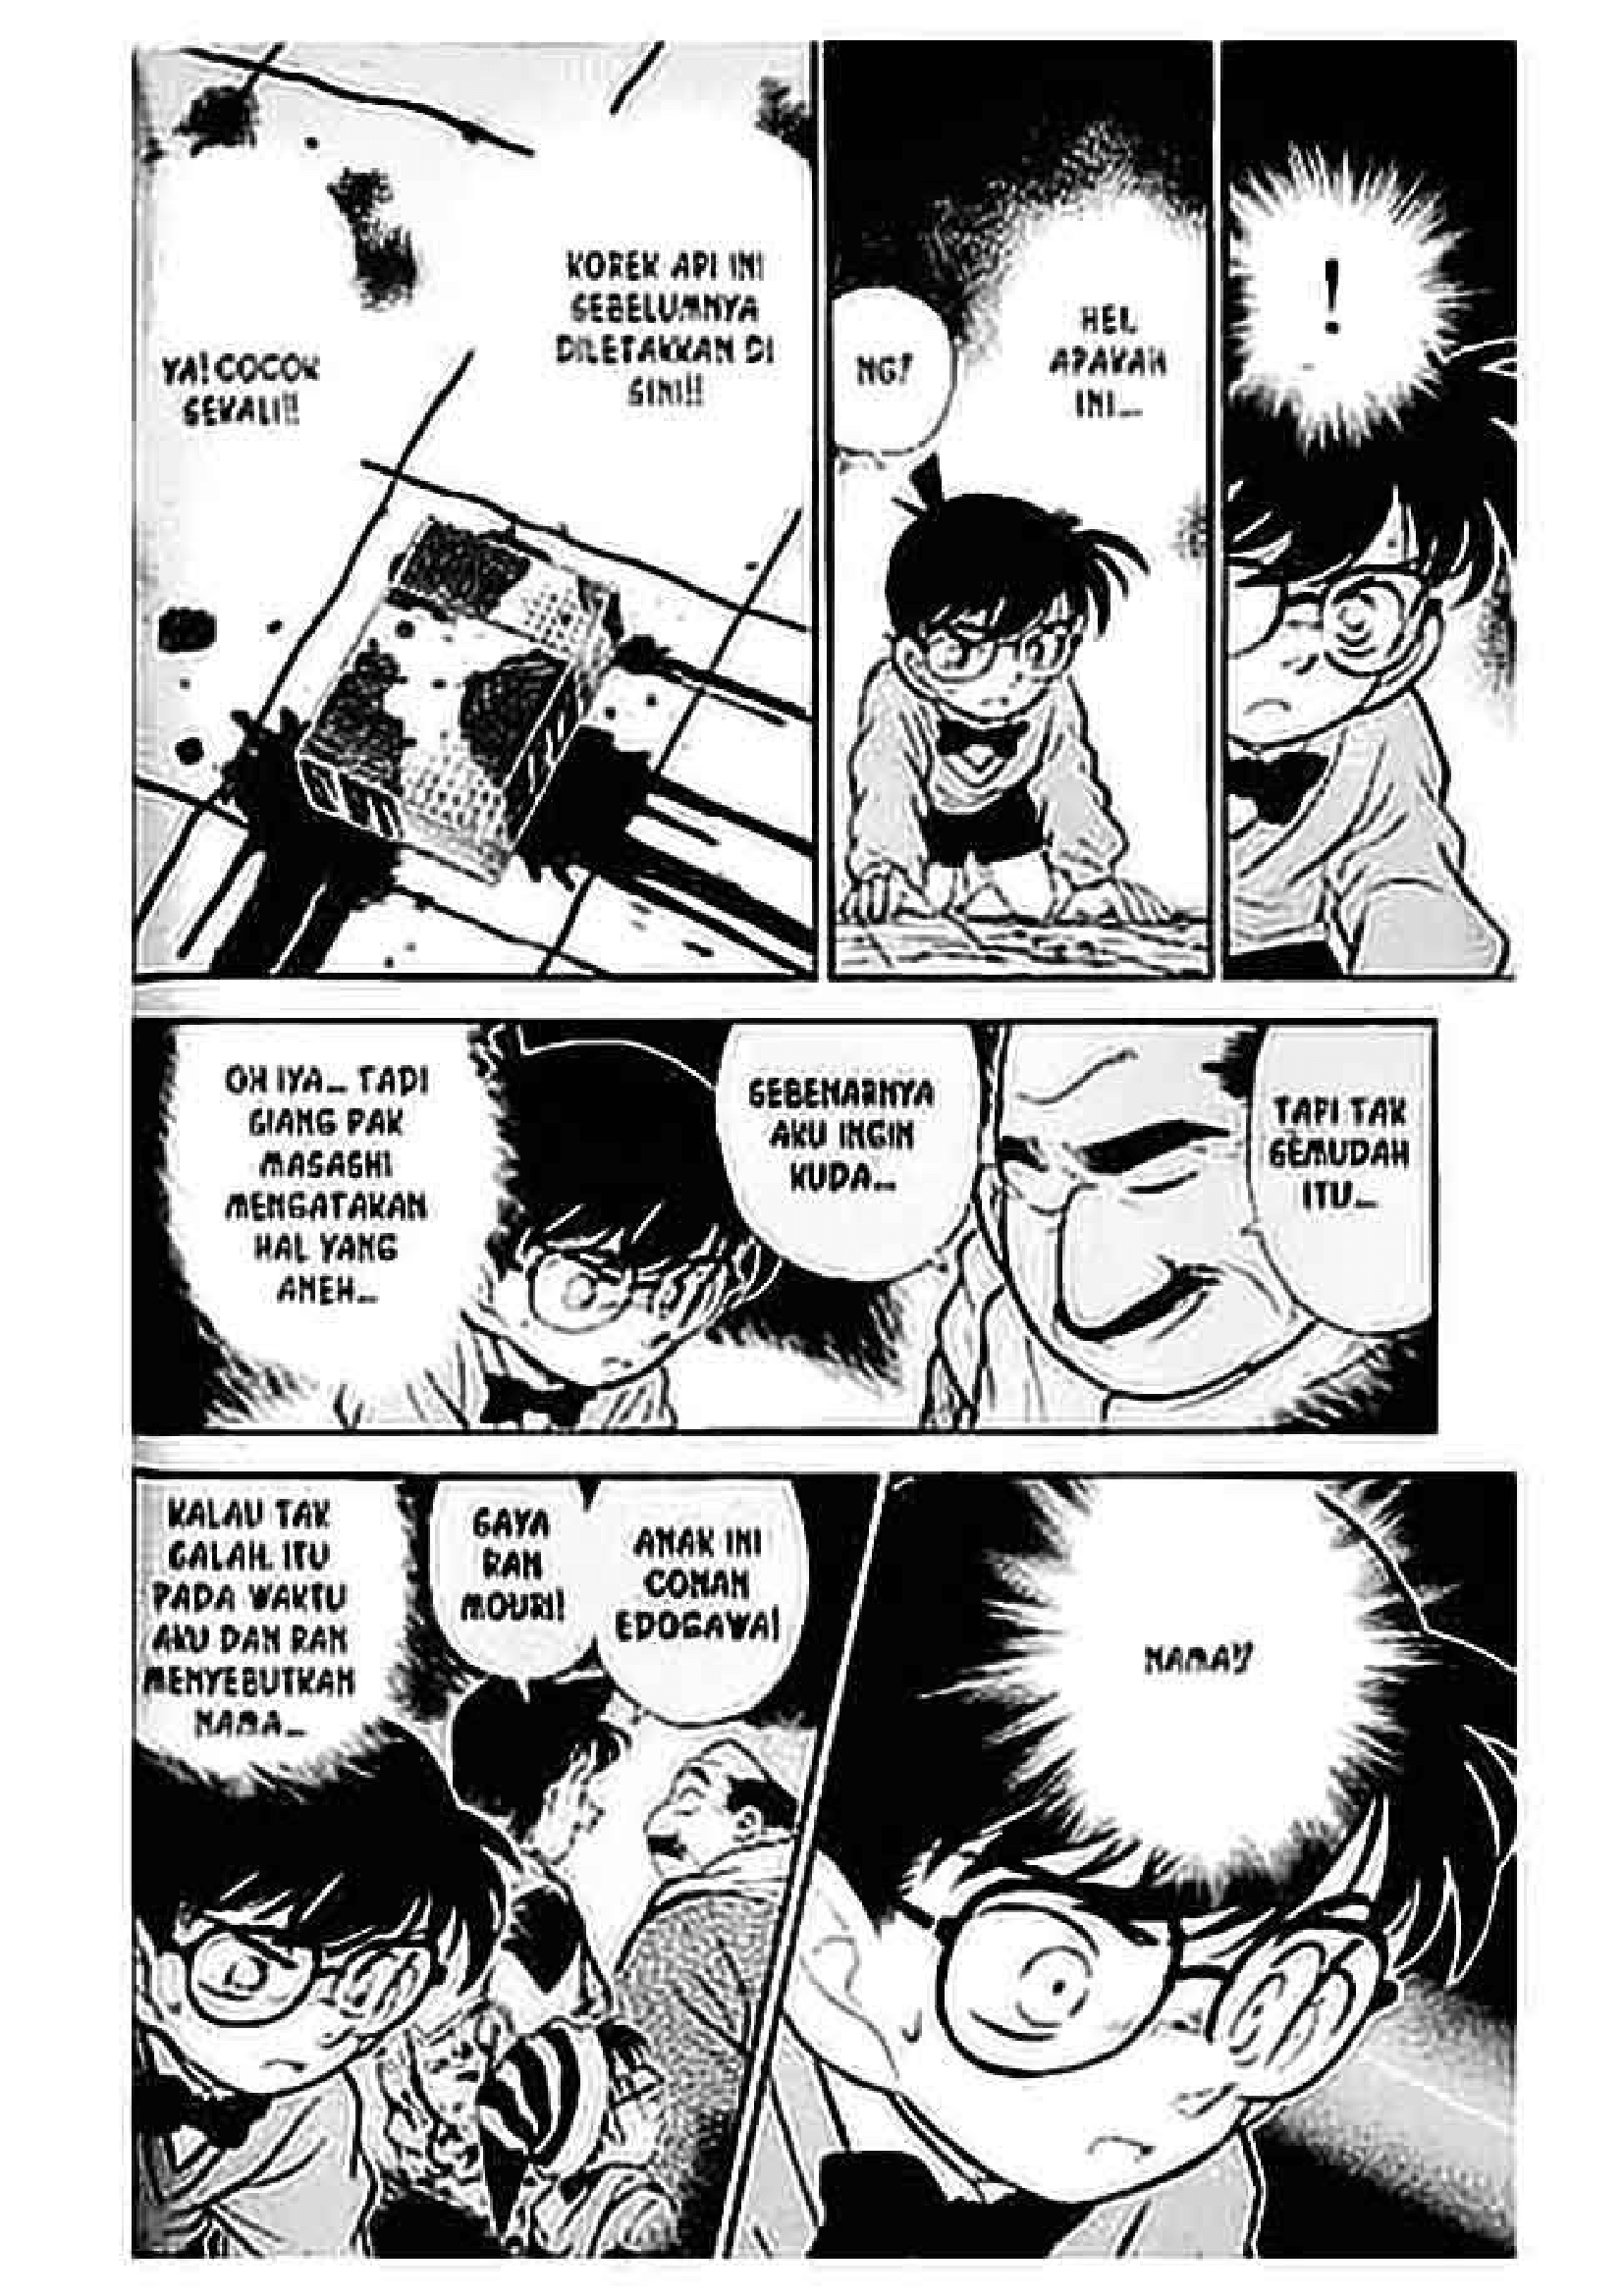 !
HEI,
APAKAH
INI...
NG?
KOREK API INI
SEBELUMNYA
DILETAKKAN DI
SINI!!
YA! COCOK
SEKALI!!
TAPI TAK
SEMUDAH
ITU...
SEBENARNYA
AKU INGIN
KUDA...
OH IYA... TADI
SIANG PAK
MASASHI
MENGATAKAN
HAL YANG
ANEH...
NAMA!?
ANAK INI
CONAN
EDOGAWA!
SAYA
RAN
MOURI!
KALAU TAK
SALAH, ITU
PADA WAKTU
AKU DAN RAN
MENYEBUTKAN
NAMA...